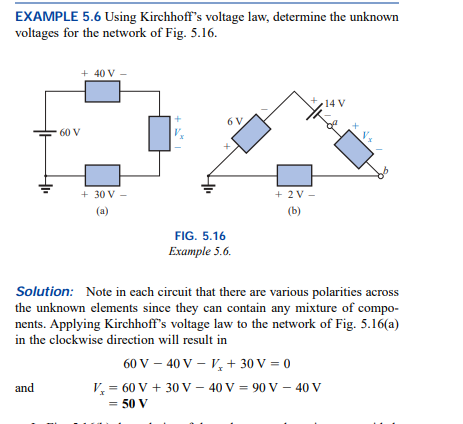 EXAMPLE 5.6 Using Kirchhoff's voltage law, determine the unknown
voltages for the network of Fig. 5.16.
+ 40 V –
60 V
+
Vx
–
+ 30 V –
(a)
6 V
–
+
+
14 V
–
a
+
Vx
–
b
+ 2 V –
(b)
FIG. 5.16
Example 5.6.
Solution: Note in each circuit that there are various polarities across
the unknown elements since they can contain any mixture of compo-
nents. Applying Kirchhoff's voltage law to the network of Fig. 5.16(a)
in the clockwise direction will result in
60 V – 40 V – Vx + 30 V = 0
and Vx = 60 V + 30 V – 40 V = 90 V – 40 V
= 50 V